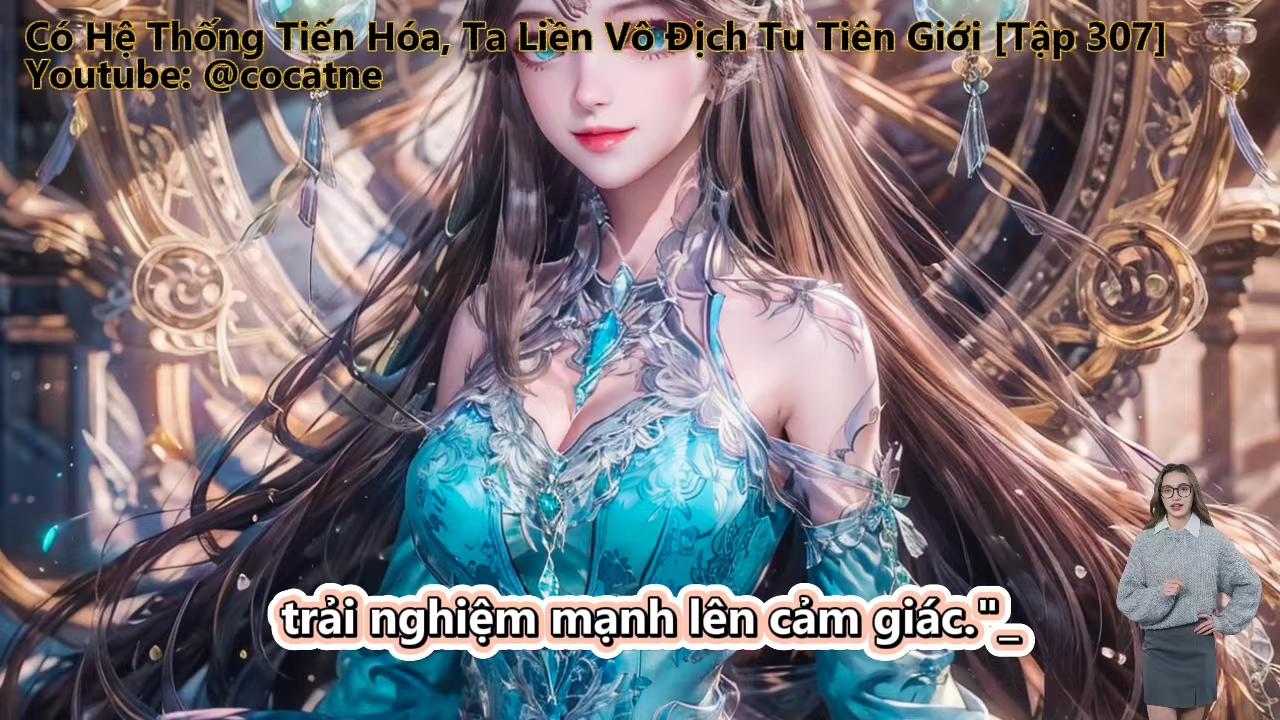 Có Hệ Thống Tiến Hóa, Ta Liền Vô Địch Tu Tiên Giới [Tập 307]
Youtube: @cocatne
trải nghiệm mạnh lên cảm giác."_